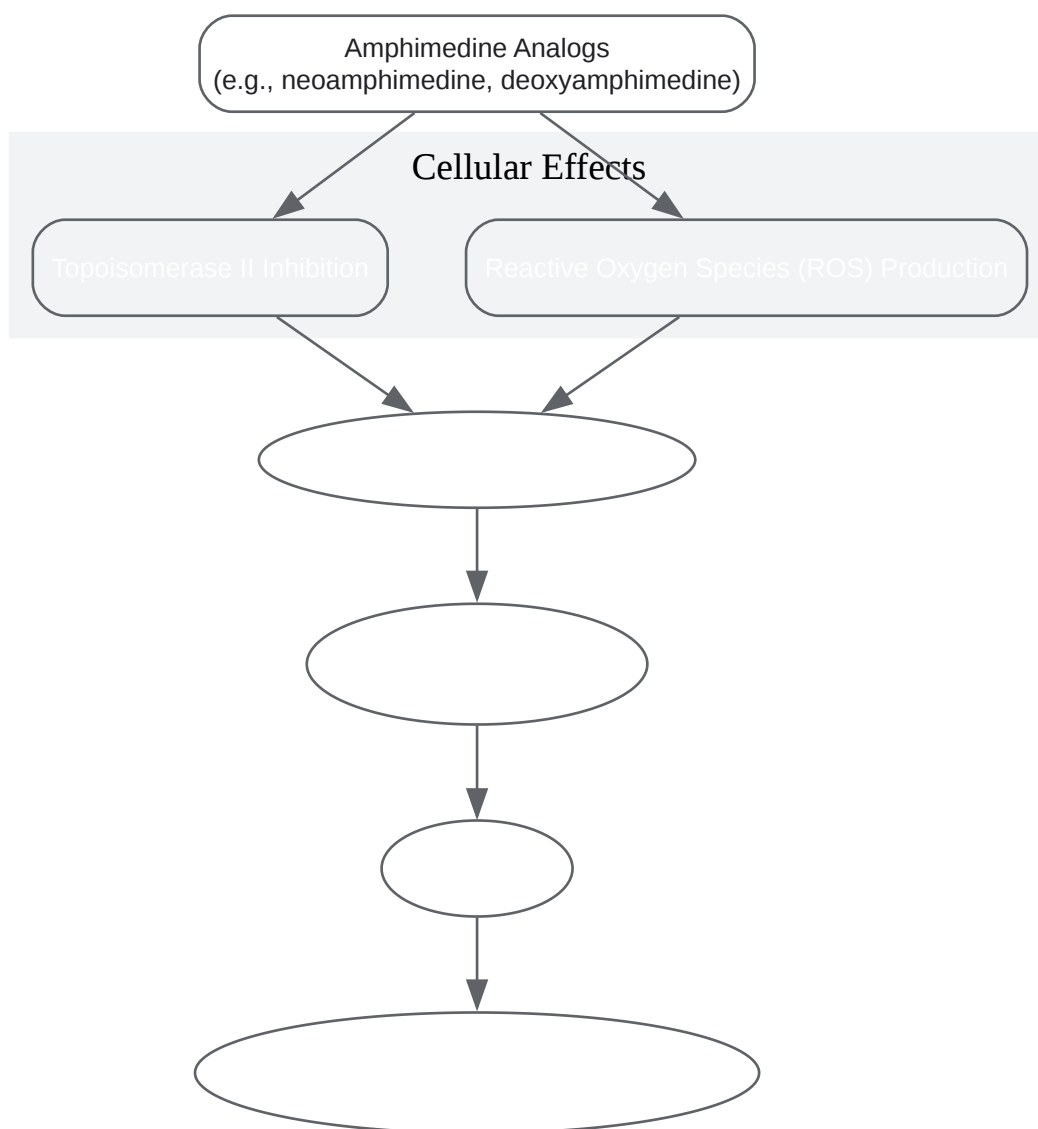 Amphimedine Analogs
(e.g., neoamphimedine, deoxyamphimedine)
Cellular Effects
Topoisomerase II Inhibition
Reactive Oxygen Species (ROS) Production